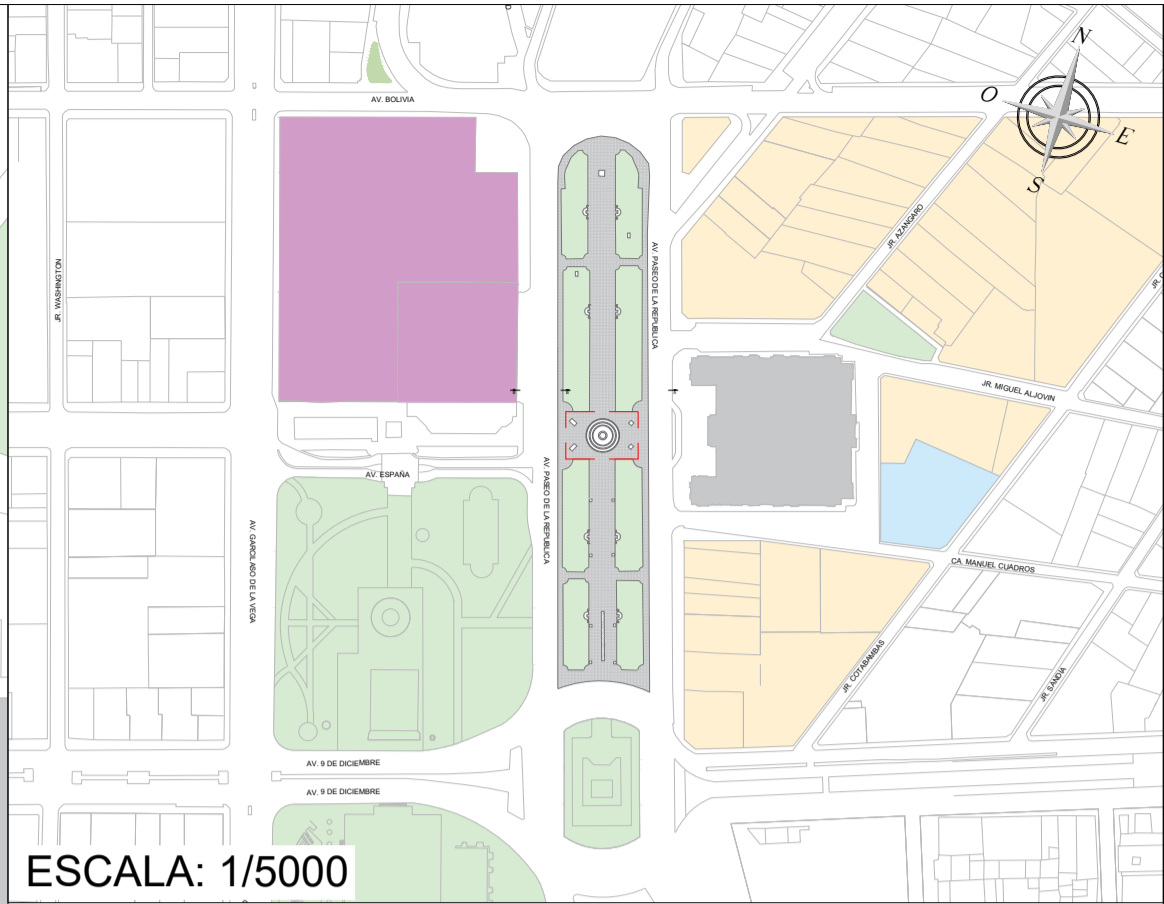 N
O
E
S
AV. BOLIVIA
JR. WASHINGTON
AV. PASEO DE LA REPUBLICA
JR. AZANGARO
JR. MIGUEL ALJOVIN
AV. ESPAÑA
AV. PASEO DE LA REPUBLICA
AV. GARCILASO DE LA VEGA
CA. MANUEL CUADROS
JR. COTABAMBAS
JR. SANDIA
AV. 9 DE DICIEMBRE
AV. 9 DE DICIEMBRE
ESCALA: 1/5000